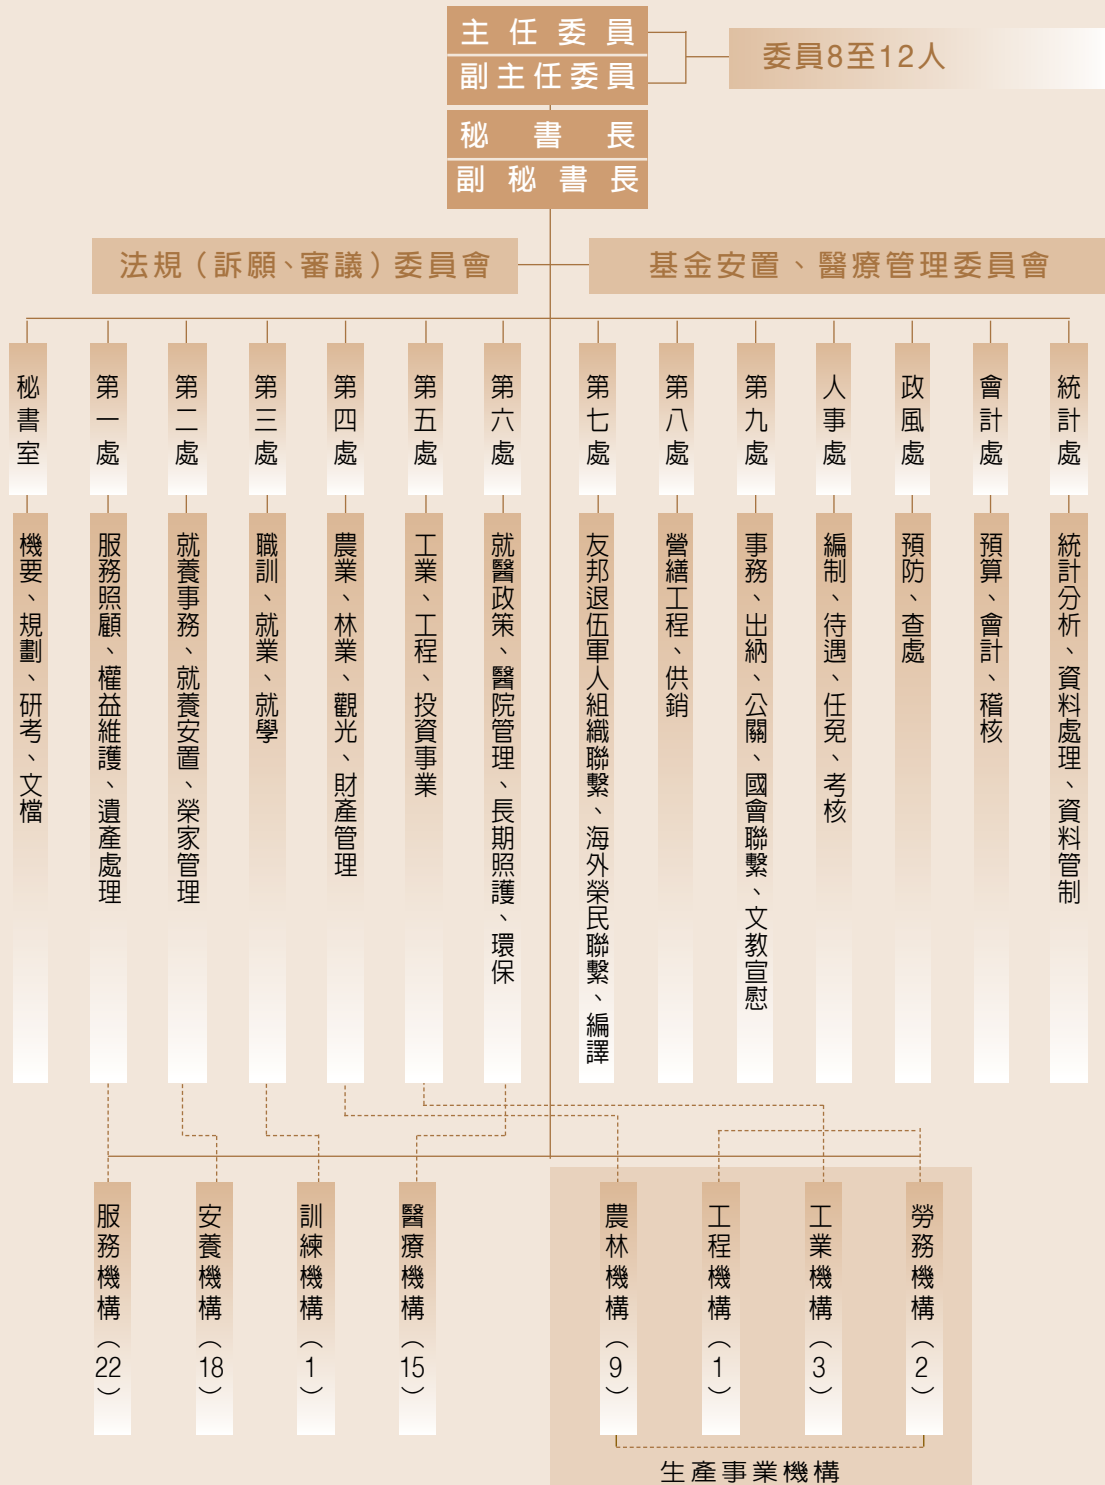 主任委員
副主任委員
委員8至12人
秘書長
副秘書長
法規（訴願、審議）委員會
基金安置、醫療管理委員會
秘書室
第一處
第二處
第三處
第四處
第五處
第六處
第七處
第八處
第九處
人事處
政風處
會計處
統計處
機要、規劃、研考、文檔
服務照顧、權益維護、遺產處理
就養事務、就養安置、榮家管理
職訓、就業、就學
農業、林業、觀光、財產管理
工業、工程、投資事業
就醫政策、醫院管理、長期照護、環保
友邦退伍軍人組織聯繫、海外榮民聯繫、編譯
營繕工程、供銷
事務、出納、公關、國會聯繫、文教宣慰
編制、待遇、任免、考核
預防、查處
預算、會計、稽核
統計分析、資料處理、資料管制
服務機構（22）
安養機構（18）
訓練機構（1）
醫療機構（15）
農林機構（9）
工程機構（1）
工業機構（3）
勞務機構（2）
生產事業機構